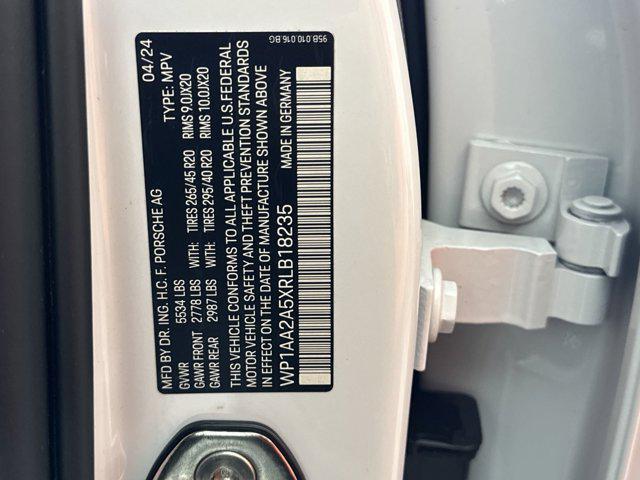 MFD BY DR. ING. H.C. F. PORSCHE AG 04/24
GVWR 5534 LBS TYPE: MPV
GAWR FRONT 2778 LBS WITH: TIRES 265/45 R20 RIMS 9.0JX20
GAWR REAR 2987 LBS WITH: TIRES 295/40 R20 RIMS 10.0JX20
THIS VEHICLE CONFORMS TO ALL APPLICABLE U.S. FEDERAL
MOTOR VEHICLE SAFETY AND THEFT PREVENTION STANDARDS
IN EFFECT ON THE DATE OF MANUFACTURE SHOWN ABOVE
WP1AA2A5XRLB18235 MADE IN GERMANY
95B.010.016.BG